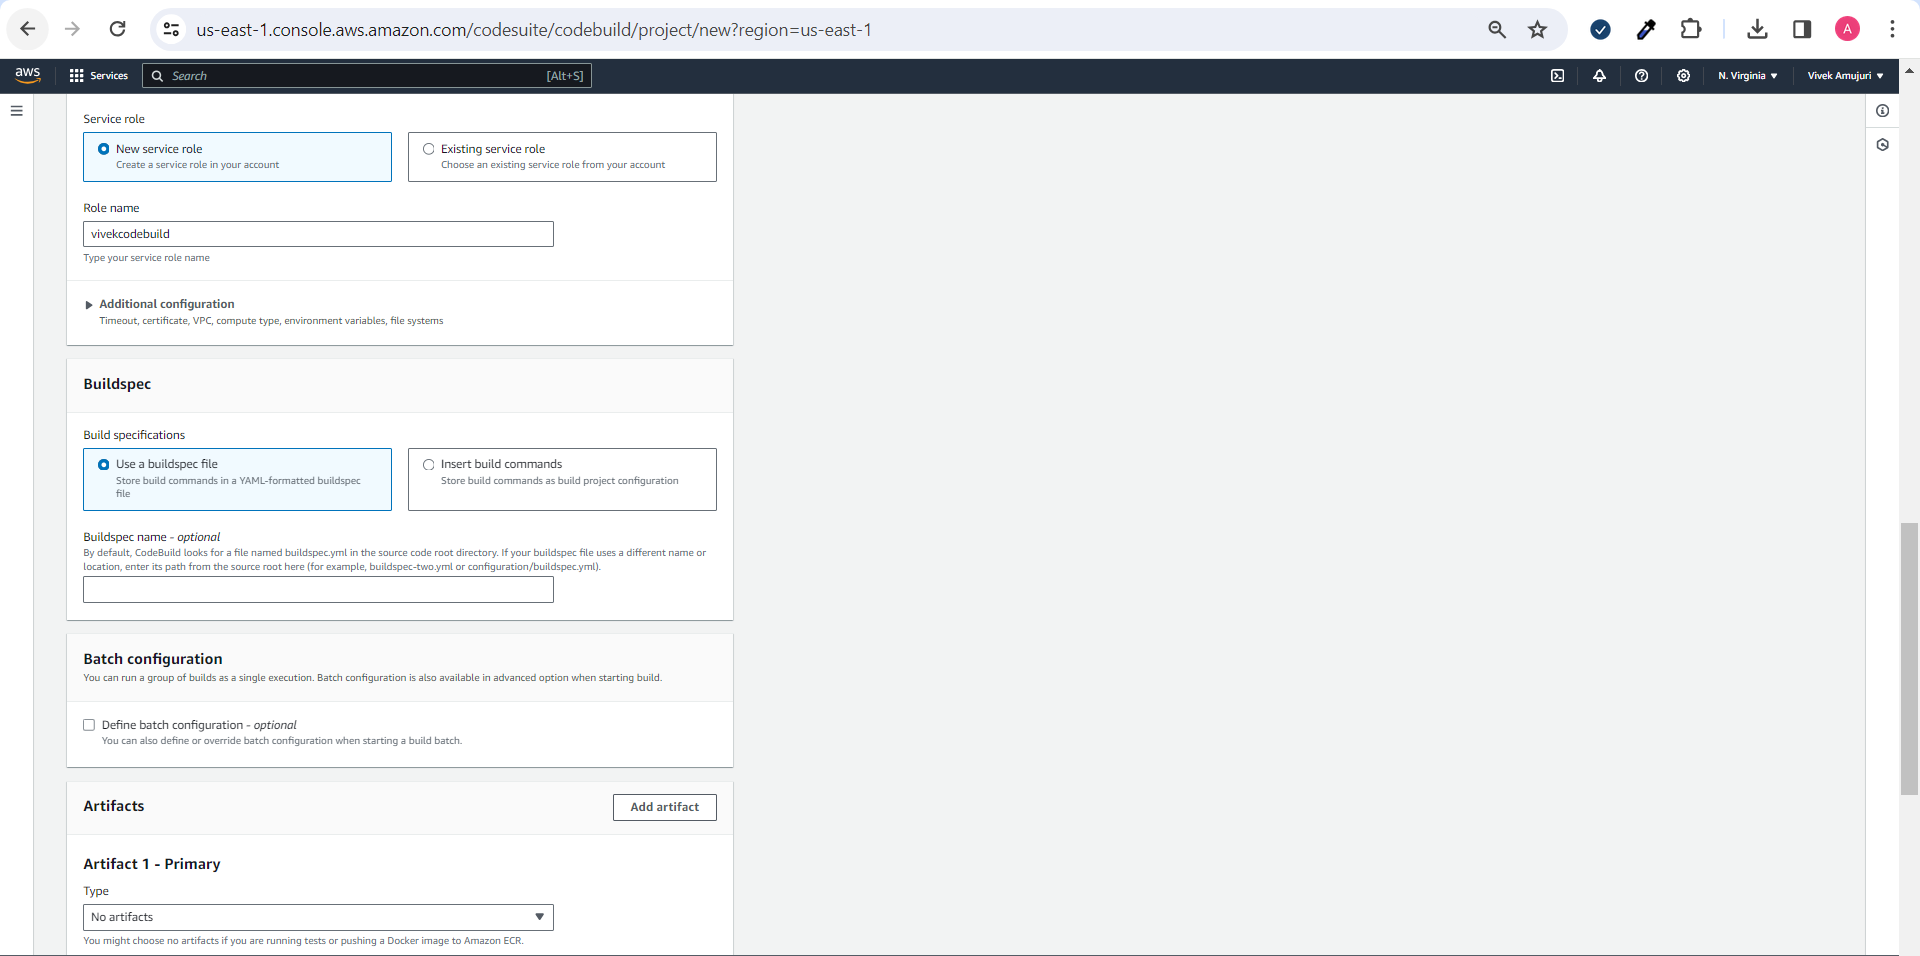 us-east-1.console.aws.amazon.com/codesuite/codebuild/project/new?region=us-east-1
A
aws
Services
Search
[Alt+S]
N. Virginia
Vivek Amujuri
Service role
New service role
Create a service role in your account
Existing service role
Choose an existing service role from your account
Role name
vivekcodebuild
Type your service role name
Additional configuration
Timeout, certificate, VPC, compute type, environment variables, file systems
Buildspec
Build specifications
Use a buildspec file
Store build commands in a YAML-formatted buildspec
file
Insert build commands
Store build commands as build project configuration
Buildspec name - optional
By default, CodeBuild looks for a file named buildspec.yml in the source code root directory. If your buildspec file uses a different name or
location, enter its path from the source root here (for example, buildspec-two.yml or configuration/buildspec.yml).
Batch configuration
You can run a group of builds as a single execution. Batch configuration is also available in advanced option when starting build.
Define batch configuration - optional
You can also define or override batch configuration when starting a build batch.
Artifacts
Add artifact
Artifact 1 - Primary
Type
No artifacts
You might choose no artifacts if you are running tests or pushing a Docker image to Amazon ECR.